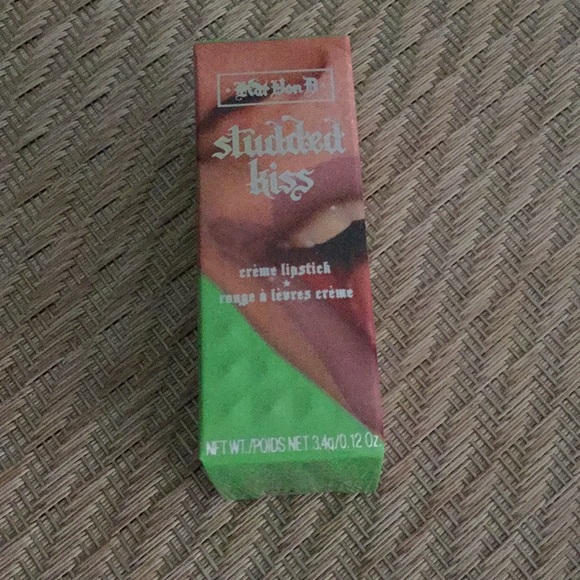 Kat Von D
studded
kiss
crème lipstick
rouge à lèvres crème
NET WT./POIDS NET 3.4g/0.12 Oz.